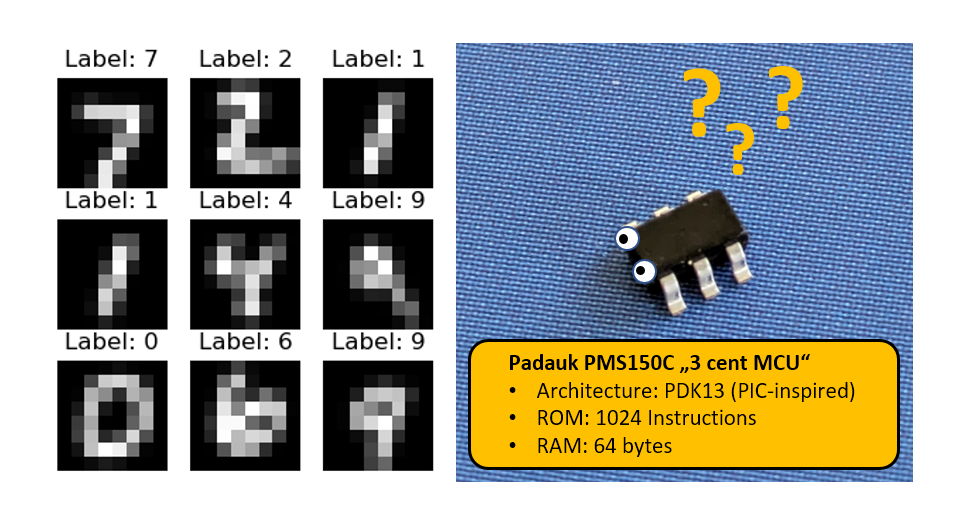 Label: 7
Label: 2
Label: 1
Label: 1
Label: 4
Label: 9
Label: 0
Label: 6
Label: 9
? ? ?
Padauk PMS150C „3 cent MCU“
• Architecture: PDK13 (PIC-inspired)
• ROM: 1024 Instructions
• RAM: 64 bytes